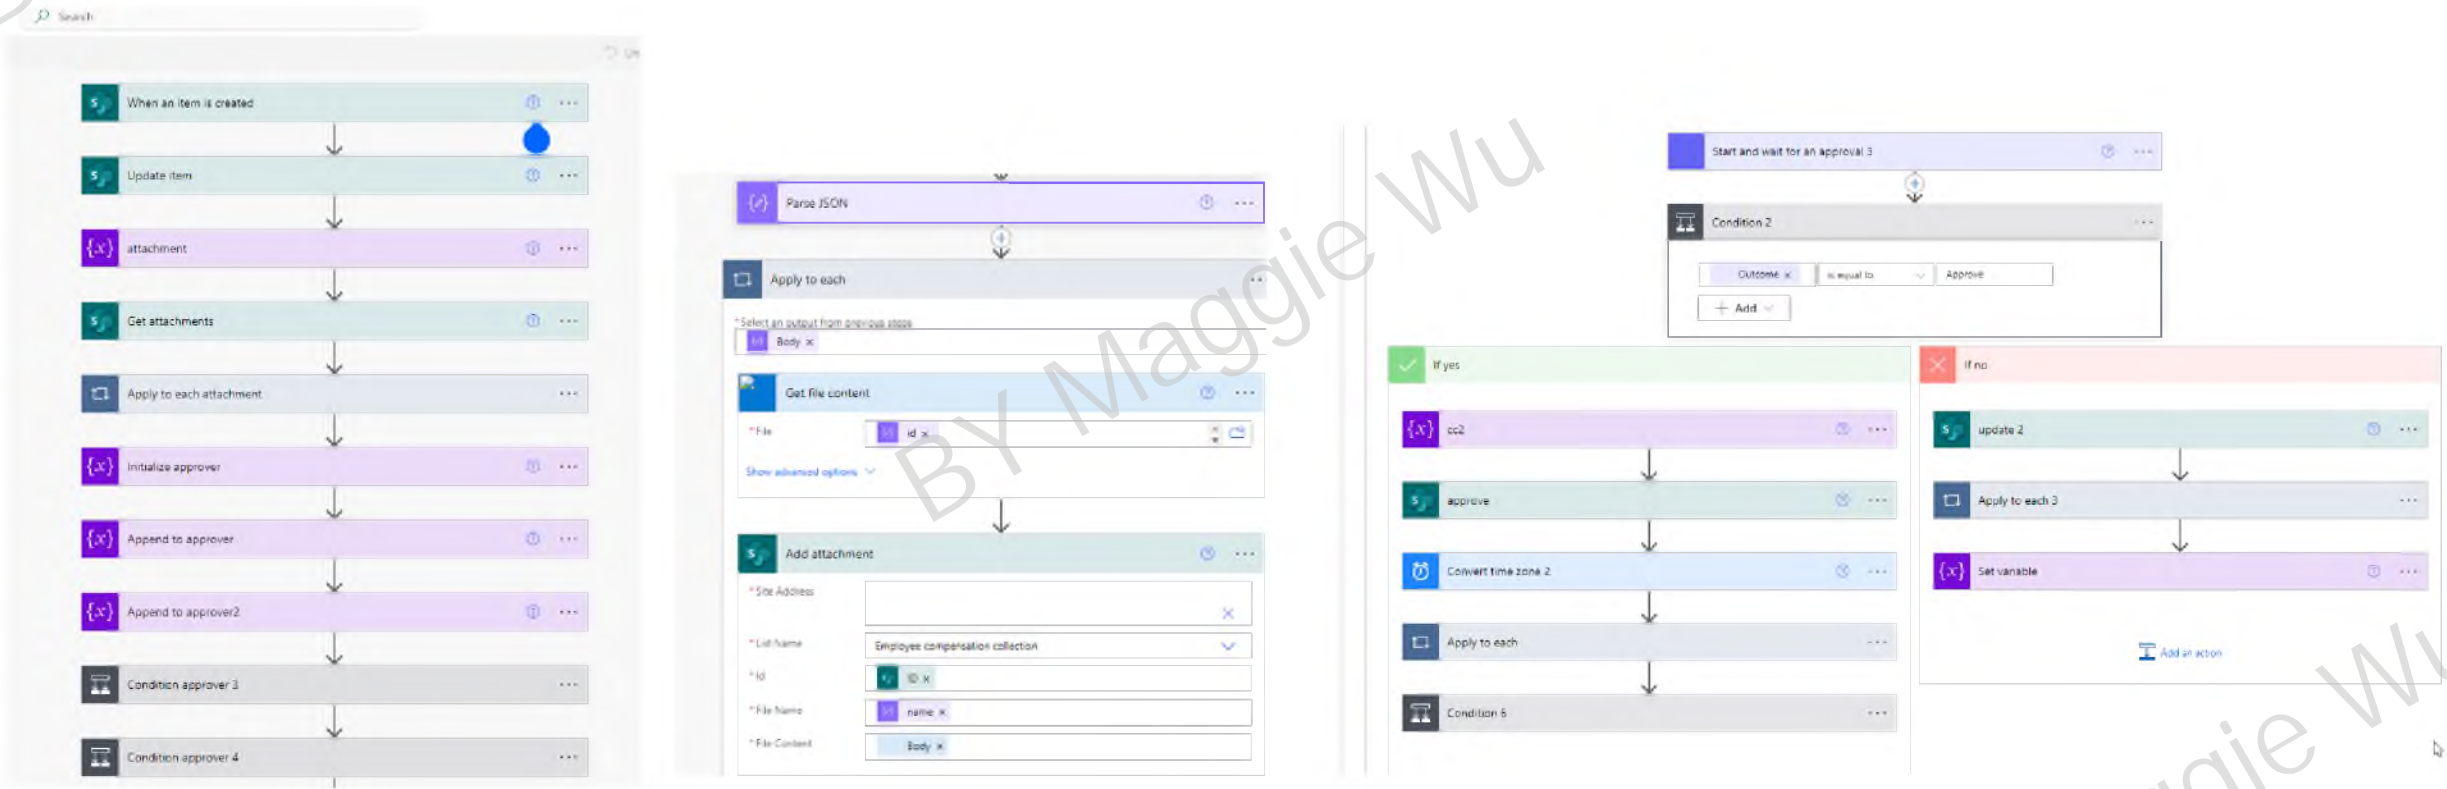 Search
When an item is created
Update item
attachment
Get attachments
Apply to each attachment
Initialize approver
Append to approver
Append to approver2
Condition approver 3
Condition approver 4
Parse JSON
Apply to each
*Select an output from previous steps
Body ×
Get file content
*File
id ×
Show advanced options
Add attachment
*Site Address
*List Name
Employee compensation collection
*Id
ID ×
*File Name
name ×
*File Content
Body ×
Start and wait for an approval 3
Condition 2
Outcome × is equal to Approve
+ Add
If yes
cc2
approve
Convert time zone 2
Apply to each
Condition 6
If no
update 2
Apply to each 3
Set variable
Add an action
BY Maggie Wu
ggie Wu